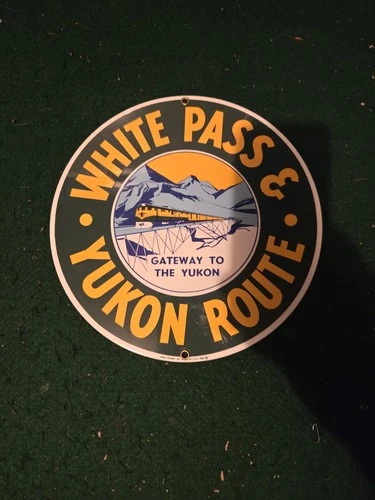 WHITE PASS &
YUKON ROUTE
GATEWAY TO
THE YUKON